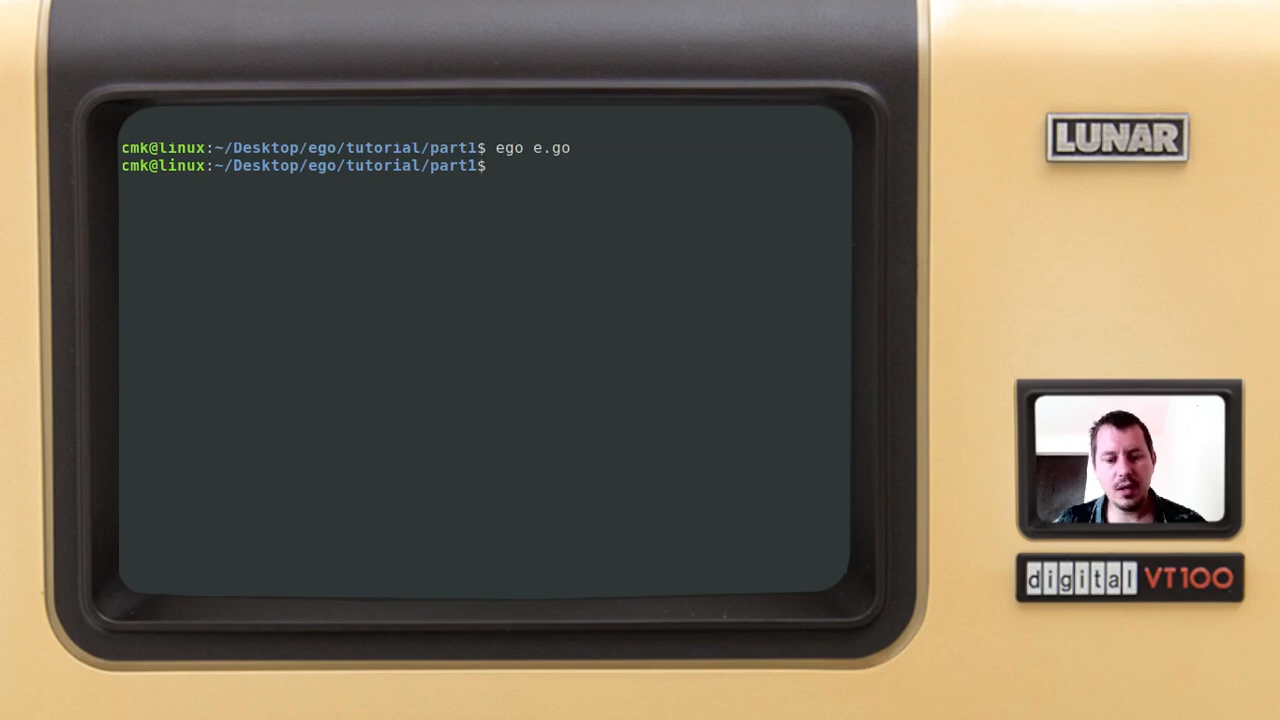 cmk@linux:~/Desktop/ego/tutorial/part1$ ego e.go
cmk@linux:~/Desktop/ego/tutorial/part1$
LUNAR
digital VT100